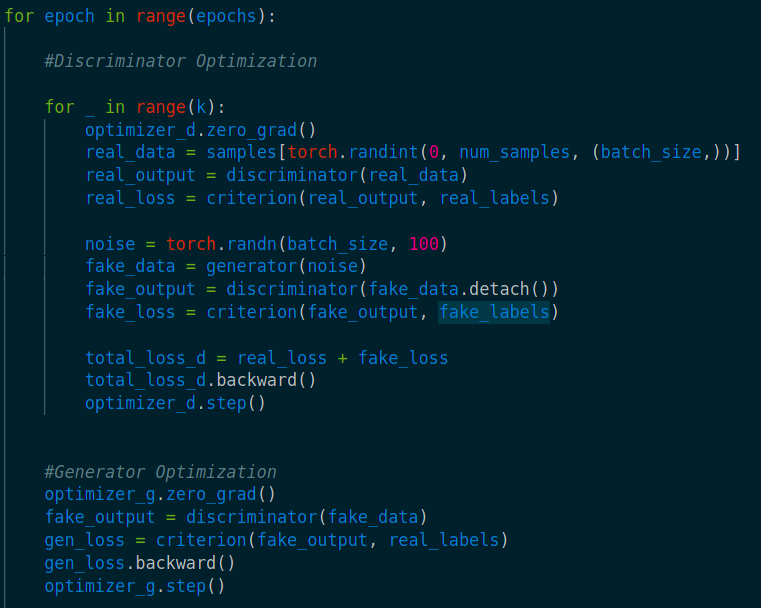 for epoch in range(epochs):
#Discriminator Optimization
for _ in range(k):
optimizer_d.zero_grad()
real_data = samples[torch.randint(0, num_samples, (batch_size,))]
real_output = discriminator(real_data)
real_loss = criterion(real_output, real_labels)
noise = torch.randn(batch_size, 100)
fake_data = generator(noise)
fake_output = discriminator(fake_data.detach())
fake_loss = criterion(fake_output, fake_labels)
total_loss_d = real_loss + fake_loss
total_loss_d.backward()
optimizer_d.step()
#Generator Optimization
optimizer_g.zero_grad()
fake_output = discriminator(fake_data)
gen_loss = criterion(fake_output, real_labels)
gen_loss.backward()
optimizer_g.step()